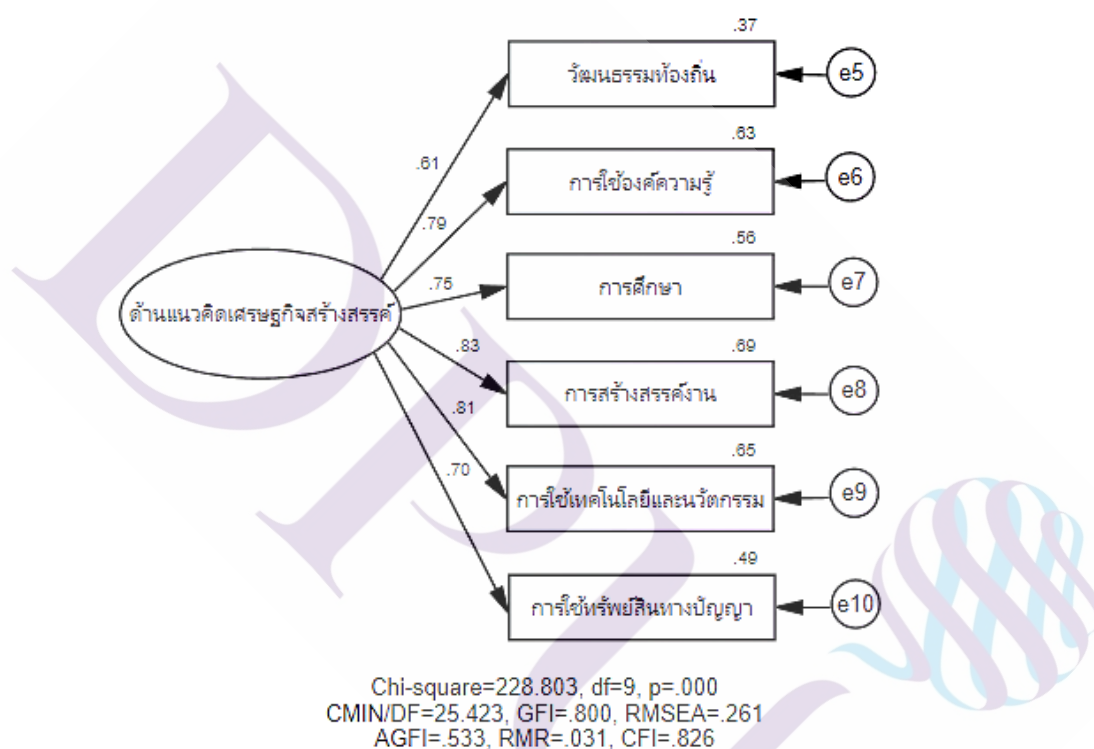 .37
วัฒนธรรมท้องถิ่น
e5
.61
.63
การใช้องค์ความรู้
e6
.79
.56
การศึกษา
e7
.75
ด้านแนวคิดเศรษฐกิจสร้างสรรค์
.69
.83
การสร้างสรรค์งาน
e8
.81
.65
การใช้เทคโนโลยีและนวัตกรรม
e9
.70
.49
การใช้ทรัพย์สินทางปัญญา
e10
Chi-square=228.803, df=9, p=.000
CMIN/DF=25.423, GFI=.800, RMSEA=.261
AGFI=.533, RMR=.031, CFI=.826